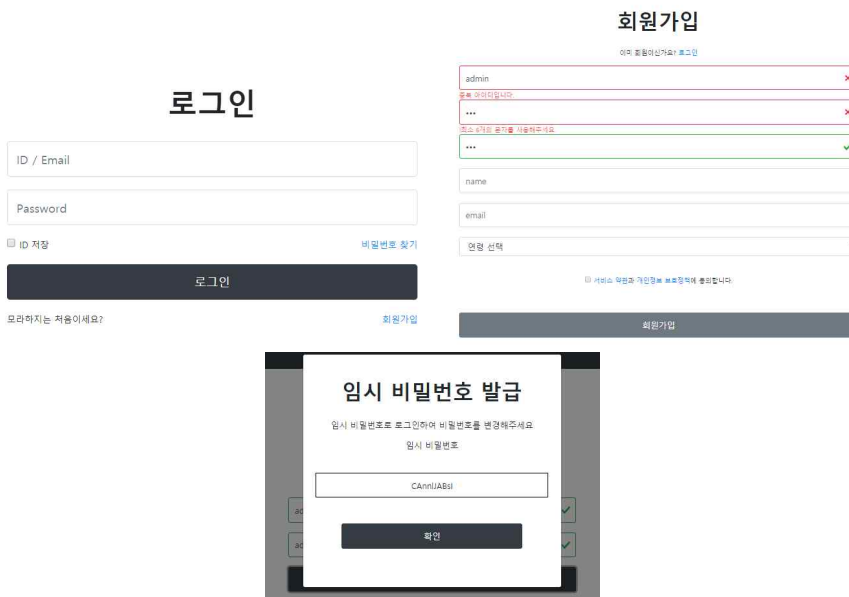 로그인
ID / Email
Password
ID 저장
비밀번호 찾기
로그인
모라하지는 처음이세요?
회원가입
회원가입
이미 회원이신가요? 로그인
admin
중복 아이디입니다
•••
최소 6개의 문자를 사용해주세요
•••
name
email
연령 선택
서비스 약관과 개인정보 보호정책에 동의합니다.
회원가입
임시 비밀번호 발급
임시 비밀번호로 로그인하여 비밀번호를 변경해주세요
임시 비밀번호
ad
ad
확인